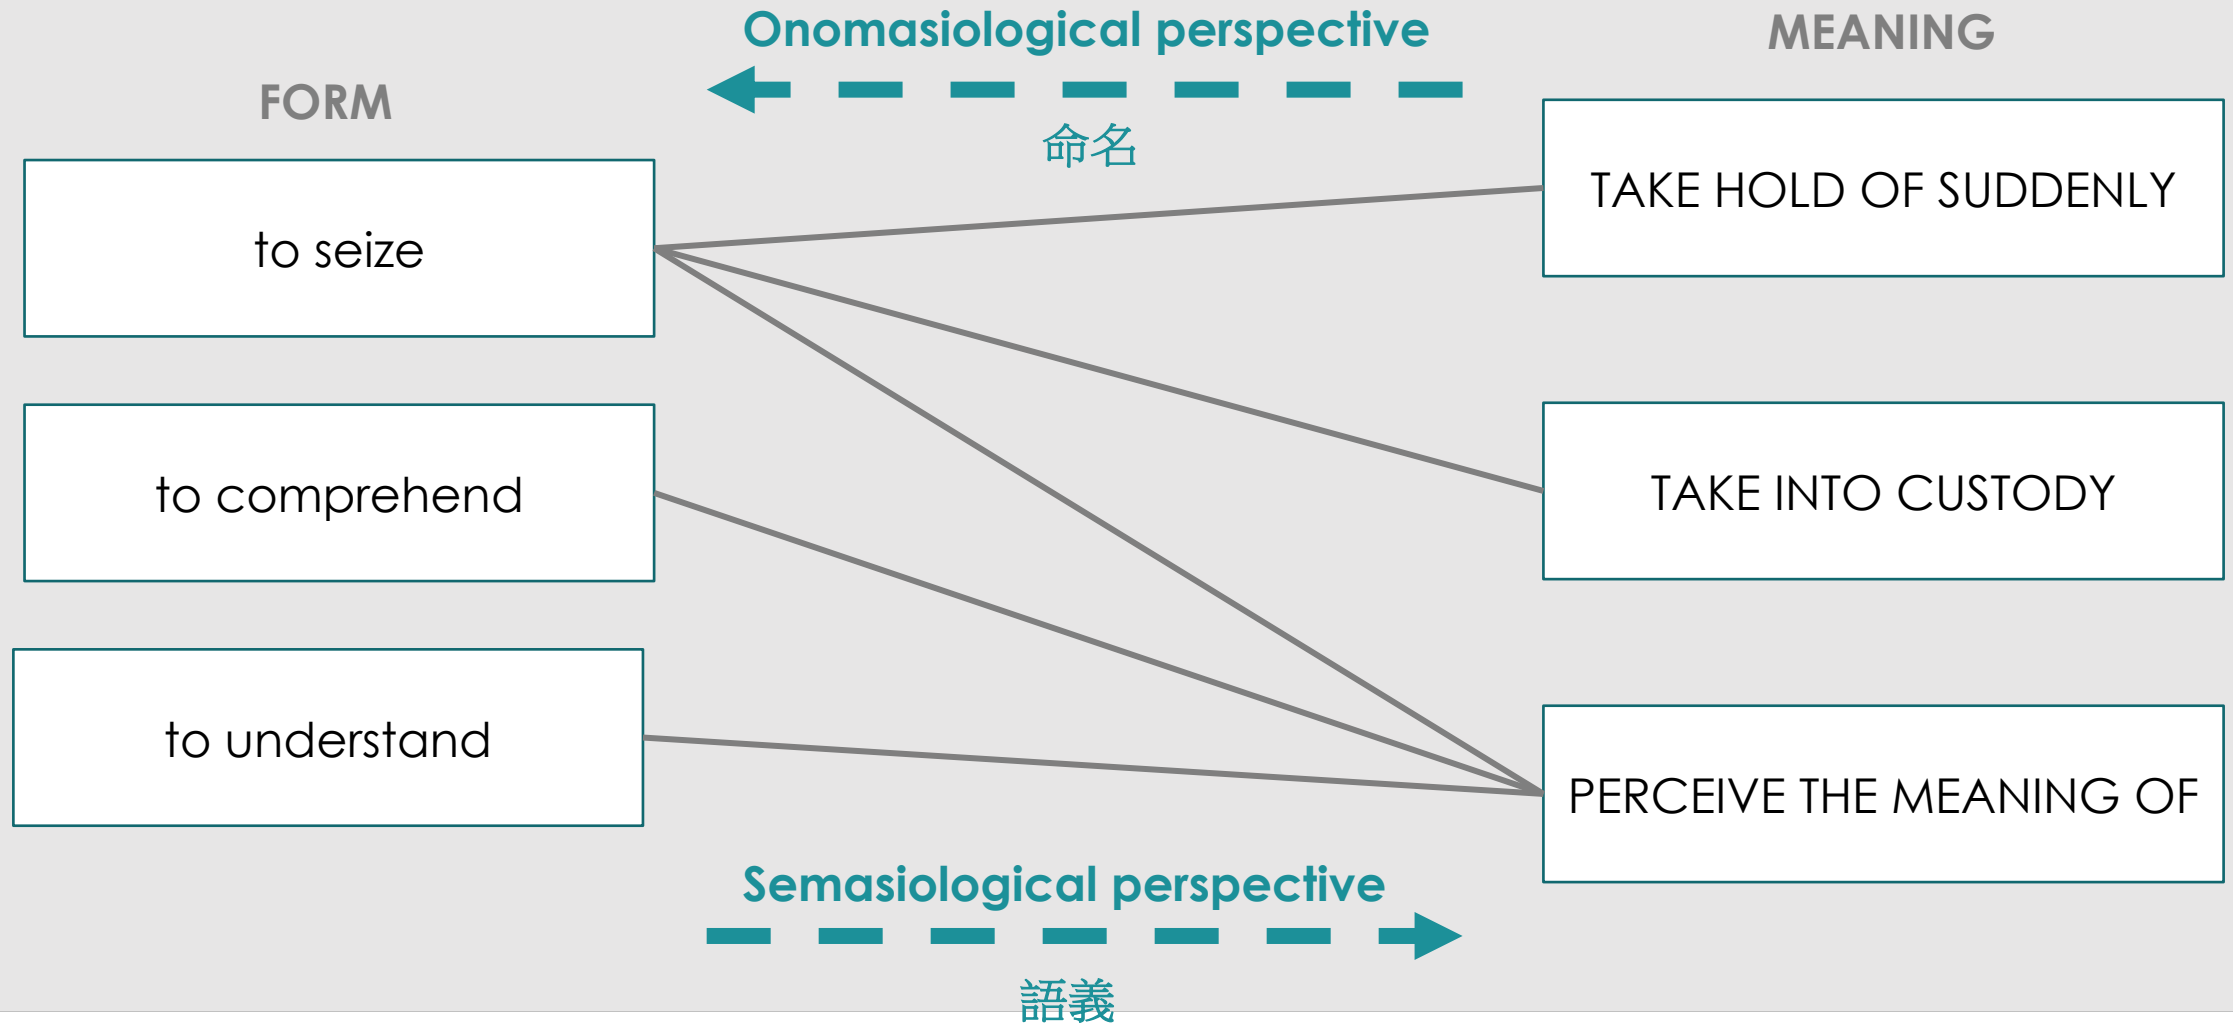 Onomasiological perspective
MEANING
FORM
命名
to seize
TAKE HOLD OF SUDDENLY
to comprehend
TAKE INTO CUSTODY
to understand
PERCEIVE THE MEANING OF
Semasiological perspective
語義